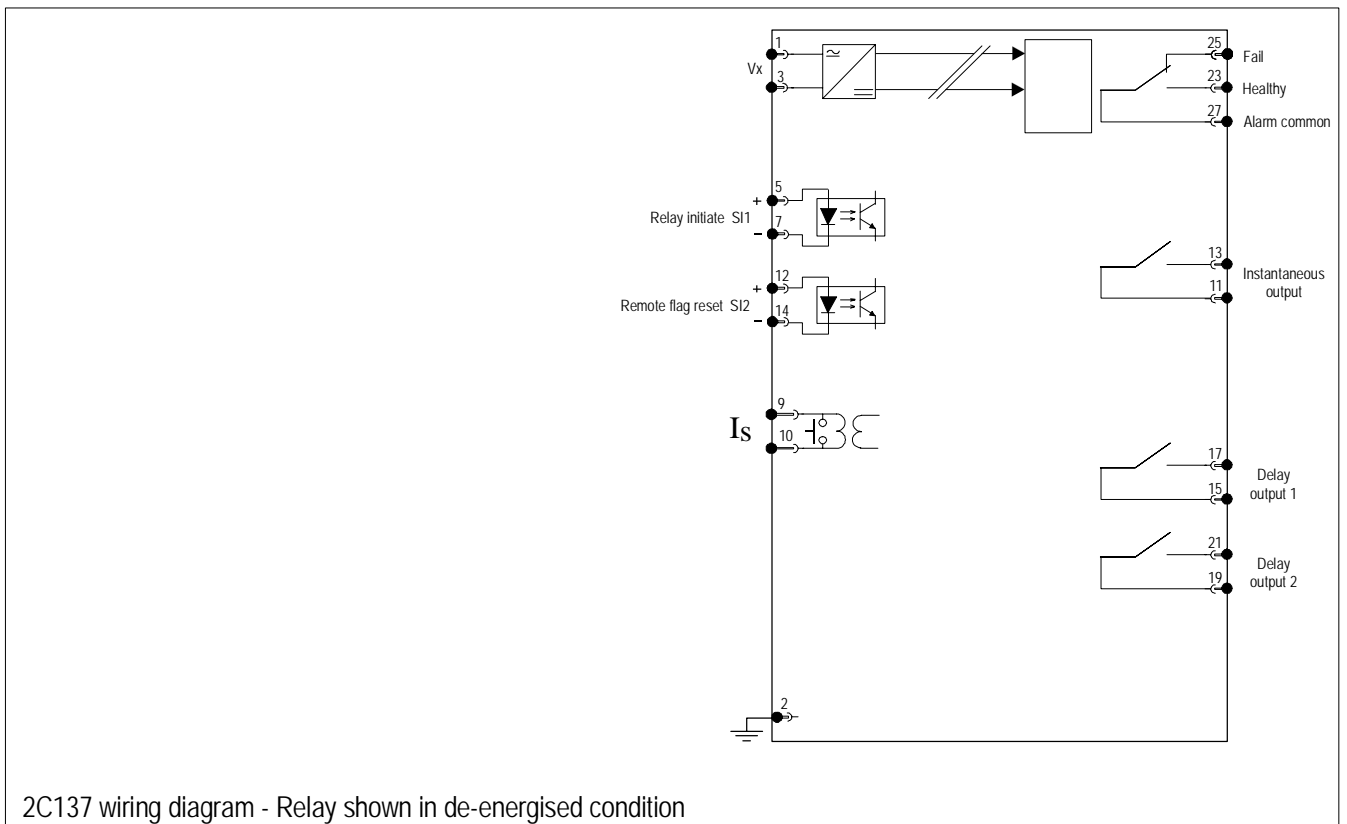 1
Vx
3
25
Fail
23
Healthy
27
Alarm common
5
+
Relay initiate SI1
7
−
12
+
Remote flag reset SI2
14
−
13
Instantaneous
output
11
9
Is
10
17
Delay
output 1
15
21
Delay
output 2
19
2
2C137 wiring diagram - Relay shown in de-energised condition